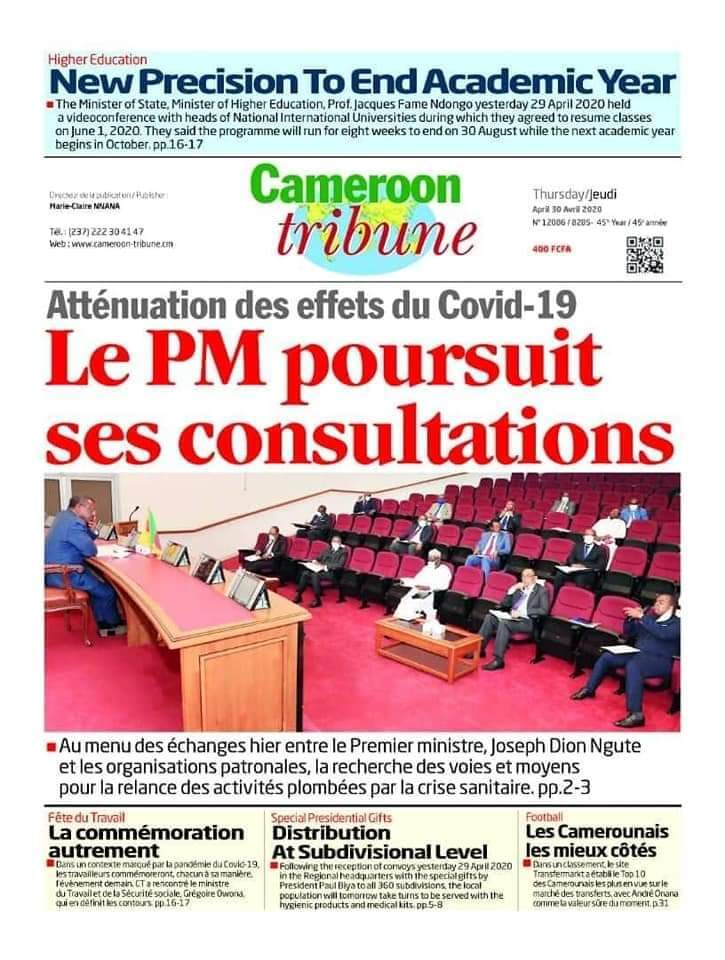 Higher Education
New Precision To End Academic Year
The Minister of State, Minister of Higher Education, Prof. Jacques Fame Ndongo yesterday 29 April 2020 held
a videoconference with heads of National International Universities during which they agreed to resume classes
on June 1, 2020. They said the programme will run for eight weeks to end on 30 August while the next academic year
begins in October. pp.16-17
Directeur de la publication / Publisher :
Marie-Claire NNANA
Tél. : (237) 222 30 41 47
Web : www.cameroon-tribune.cm
Cameroon
tribune
Thursday/Jeudi
April 30 Avril 2020
N° 12086 / 8285- 45th Year / 45e année
400 FCFA
Atténuation des effets du Covid-19
Le PM poursuit
ses consultations
Au menu des échanges hier entre le Premier ministre, Joseph Dion Ngute
et les organisations patronales, la recherche des voies et moyens
pour la relance des activités plombées par la crise sanitaire. pp.2-3
Fête du Travail
La commémoration
autrement
Dans un contexte marqué par la pandémie du Covid-19,
les travailleurs commémoreront, chacun à sa manière,
l'évènement demain. CT a rencontré le ministre
du Travail et de la Sécurité sociale, Grégoire Owona,
qui en définit les contours. pp.16-17
Special Presidential Gifts
Distribution
At Subdivisional Level
Following the reception of convoys yesterday 29 April 2020
in the Regional headquarters with the special gifts by
President Paul Biya to all 360 subdivisions, the local
population will tomorrow take turns to be served with the
hygienic products and medical kits. pp.5-8
Football
Les Camerounais
les mieux côtés
Dans un classement, le site
Transfermarkt a établi le Top 10
des Camerounais les plus en vue sur le
marché des transferts, avec André Onana
comme la valeur sûre du moment. p.31